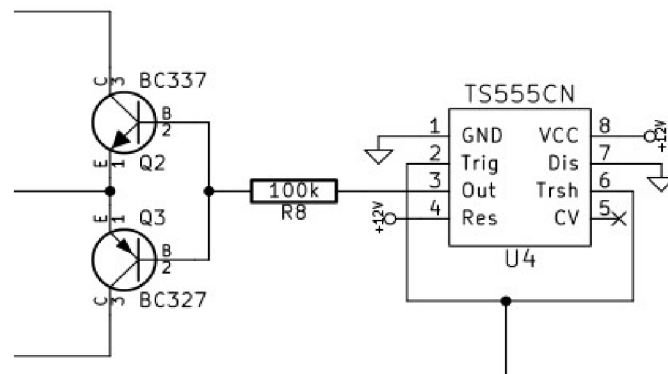 C 3
BC337
B
2
E 1
Q2
E 1
Q3
B
2
C 3
BC327
100k
R8
TS555CN
1 GND VCC 8 +12V
2 Trig Dis 7
3 Out Trsh 6
+12V 4 Res CV 5
U4